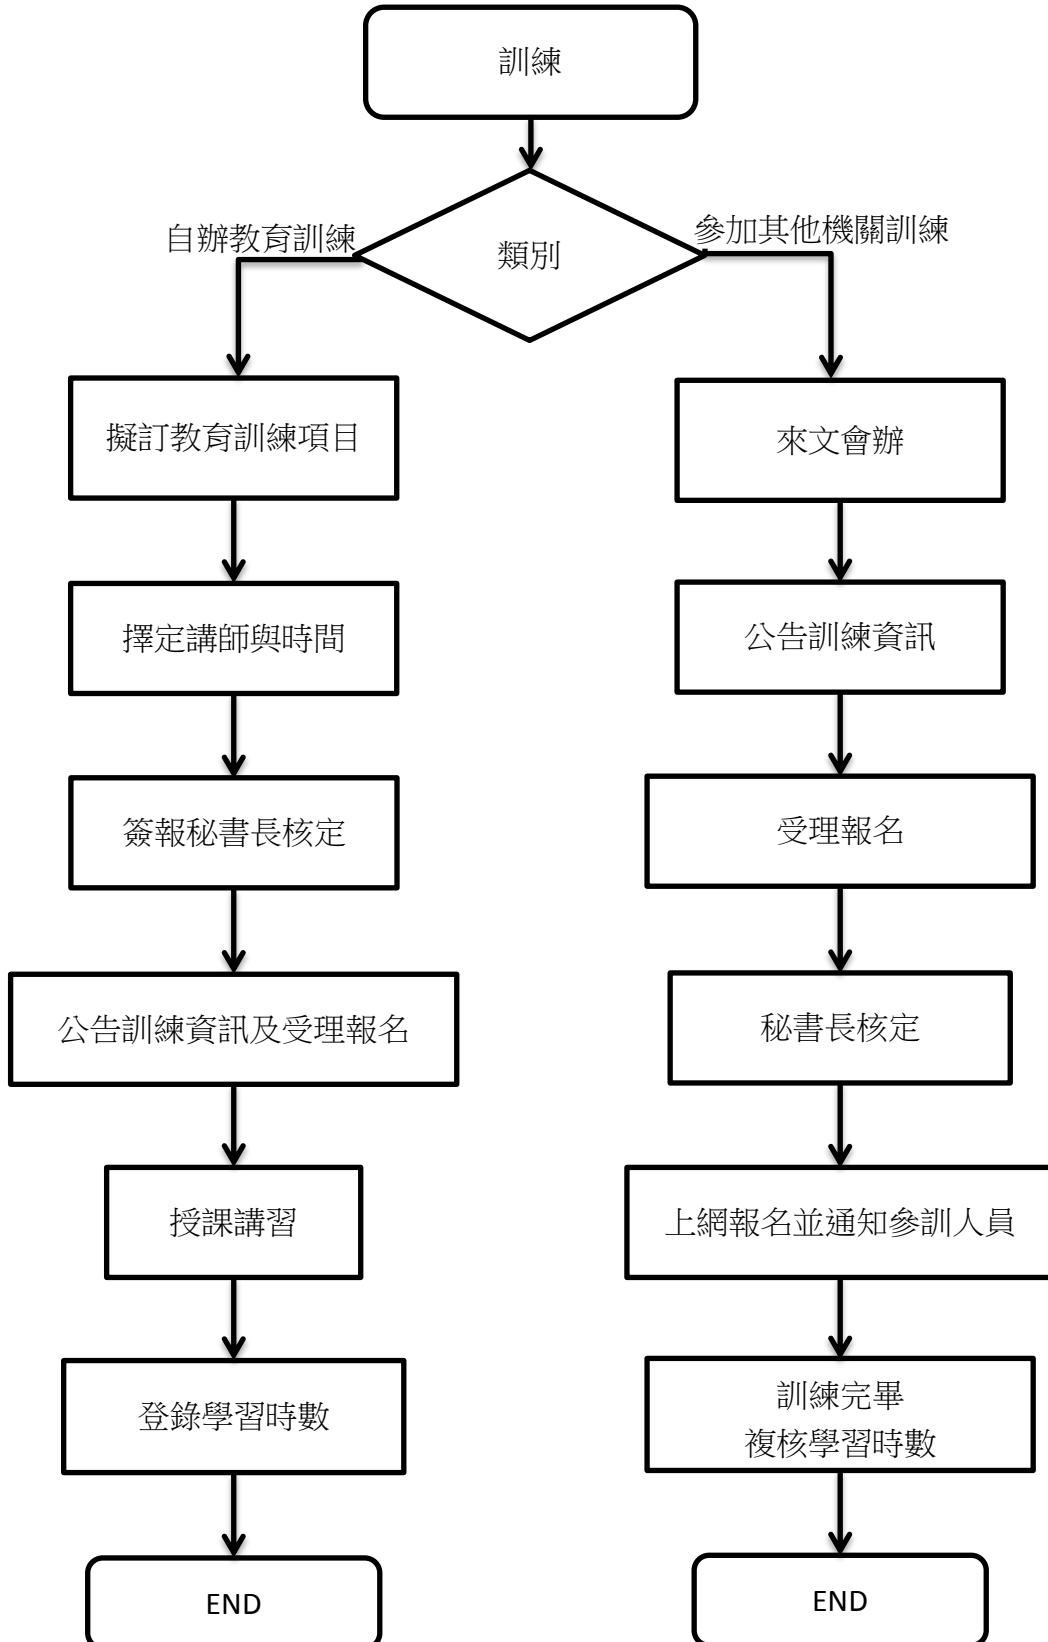 訓練
類別
自辦教育訓練
參加其他機關訓練
擬訂教育訓練項目
擇定講師與時間
簽報秘書長核定
公告訓練資訊及受理報名
授課講習
登錄學習時數
END
來文會辦
公告訓練資訊
受理報名
秘書長核定
上網報名並通知參訓人員
訓練完畢
複核學習時數
END